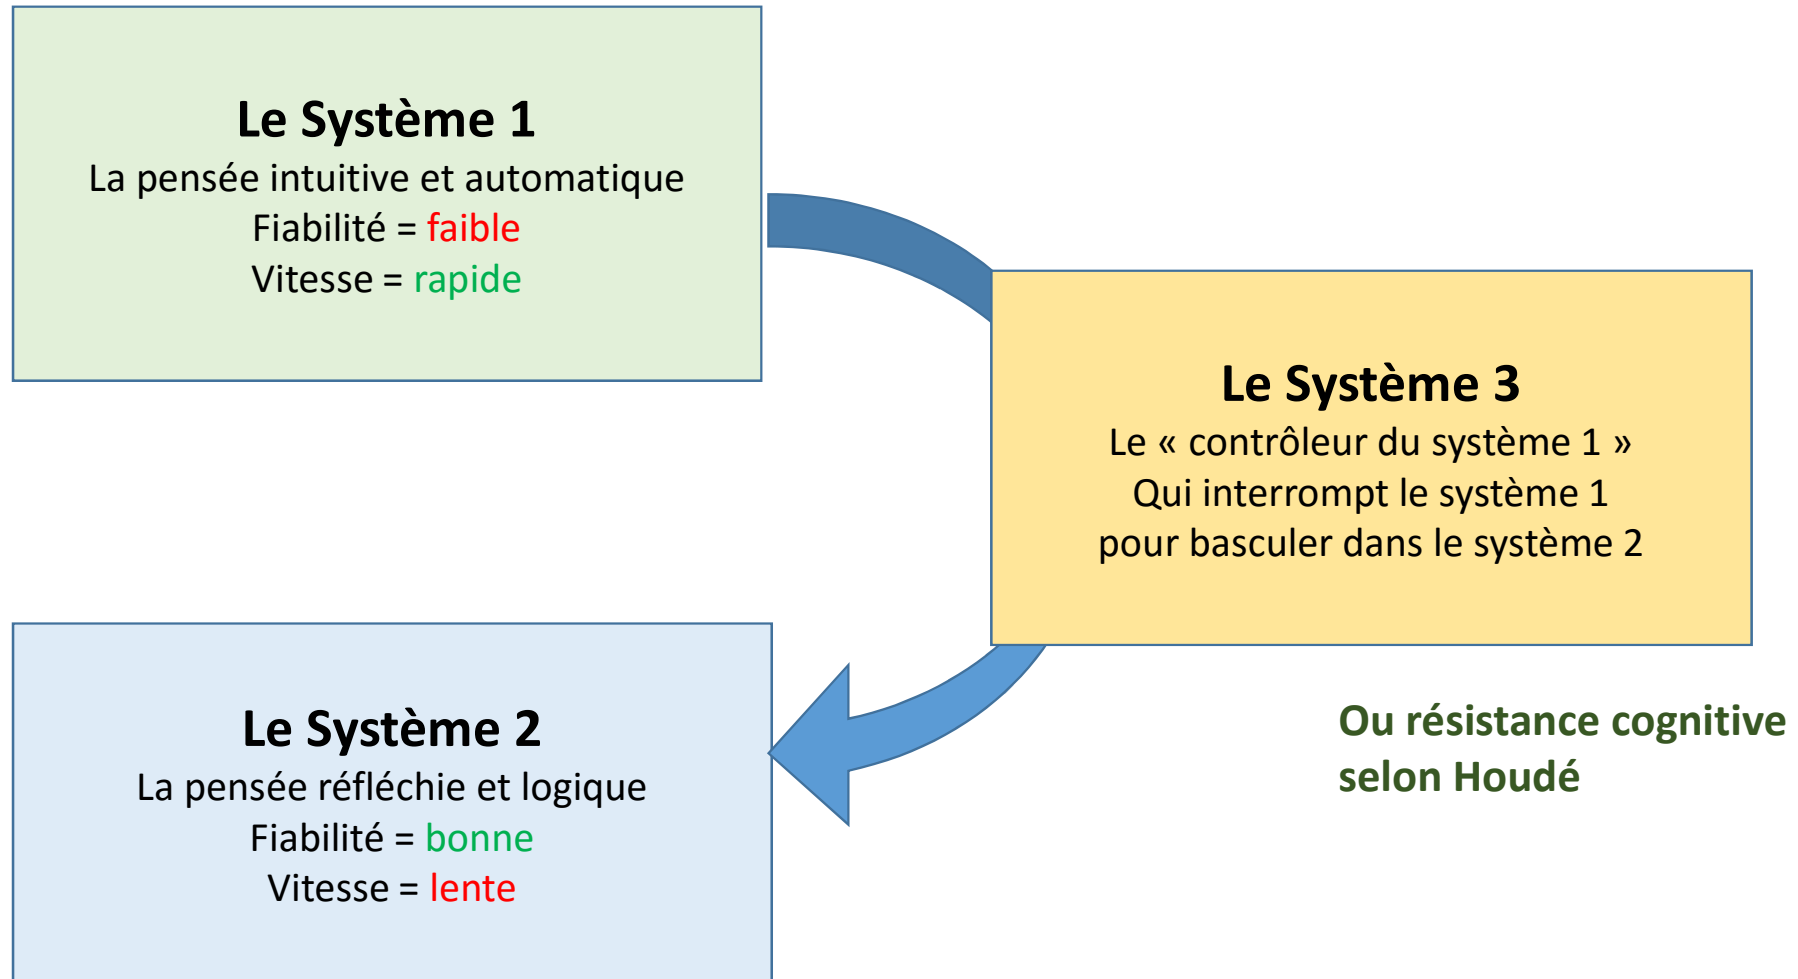 Le Système 1
La pensée intuitive et automatique
Fiabilité = faible
Vitesse = rapide
Le Système 3
Le « contrôleur du système 1 »
Qui interrompt le système 1
pour basculer dans le système 2
Le Système 2
La pensée réfléchie et logique
Fiabilité = bonne
Vitesse = lente
Ou résistance cognitive
selon Houdé